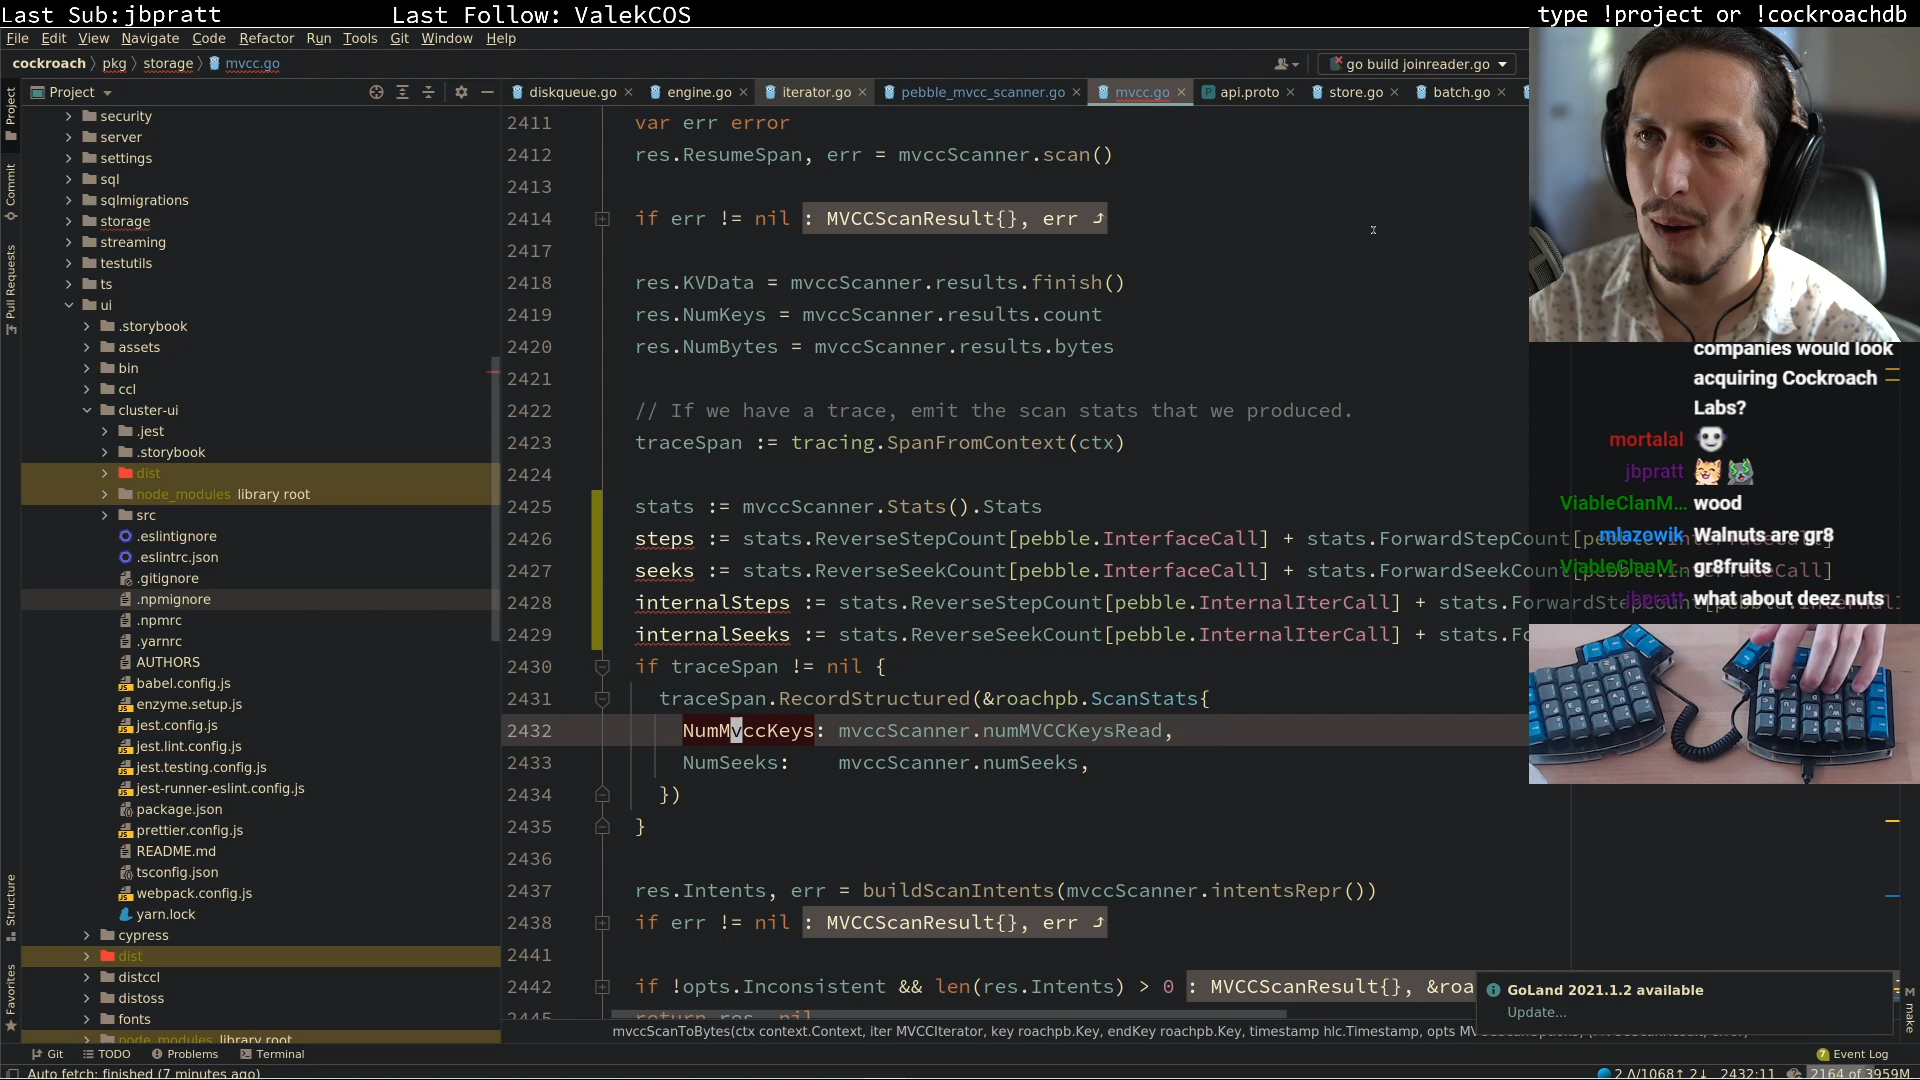 Last Sub:jbpratt
Last Follow: ValekCOS
type !project or !cockroachdb
File Edit View Navigate Code Refactor Run Tools Git Window Help
cockroach pkg storage mvcc.go
go build joinreader.go
Project
diskqueue.go engine.go iterator.go pebble_mvcc_scanner.go mvcc.go api.proto store.go batch.go
Project
Commit
Pull Requests
Structure
Favorites
security
server
settings
sql
sqlmigrations
storage
streaming
testutils
ts
ui
.storybook
assets
bin
ccl
cluster-ui
.jest
.storybook
dist
node_modules library root
src
.eslintignore
.eslintrc.json
.gitignore
.npmignore
.npmrc
.yarnrc
AUTHORS
babel.config.js
enzyme.setup.js
jest.config.js
jest.lint.config.js
jest.testing.config.js
jest-runner-eslint.config.js
package.json
prettier.config.js
README.md
tsconfig.json
webpack.config.js
yarn.lock
cypress
dist
distccl
distoss
fonts
node_modules library root
2411 var err error
2412 res.ResumeSpan, err = mvccScanner.scan()
2413
2414 if err != nil : MVCCScanResult{}, err
2417
2418 res.KVData = mvccScanner.results.finish()
2419 res.NumKeys = mvccScanner.results.count
2420 res.NumBytes = mvccScanner.results.bytes
2421
2422 // If we have a trace, emit the scan stats that we produced.
2423 traceSpan := tracing.SpanFromContext(ctx)
2424
2425 stats := mvccScanner.Stats().Stats
2426 steps := stats.ReverseStepCount[pebble.InterfaceCall] + stats.ForwardStepCount[pebble.InterfaceCall]
2427 seeks := stats.ReverseSeekCount[pebble.InterfaceCall] + stats.ForwardSeekCount[pebble.InterfaceCall]
2428 internalSteps := stats.ReverseStepCount[pebble.InternalIterCall] + stats.ForwardStepCount[pebble.Internal
2429 internalSeeks := stats.ReverseSeekCount[pebble.InternalIterCall] + stats.Fo
2430 if traceSpan != nil {
2431 traceSpan.RecordStructured(&roachpb.ScanStats{
2432 NumMvccKeys: mvccScanner.numMVCCKeysRead,
2433 NumSeeks: mvccScanner.numSeeks,
2434 })
2435 }
2436
2437 res.Intents, err = buildScanIntents(mvccScanner.intentsRepr())
2438 if err != nil : MVCCScanResult{}, err
2441
2442 if !opts.Inconsistent && len(res.Intents) > 0 : MVCCScanResult{}, &roa
2445 return res, nil
mvccScanToBytes(ctx context.Context, iter MVCCIterator, key roachpb.Key, endKey roachpb.Key, timestamp hlc.Timestamp, opts
companies would look
acquiring Cockroach
Labs?
mortalal
jbpratt
ViableClanM... wood
mlazowik Walnuts are gr8
ViableClanM... gr8fruits
jbpratt what about deez nuts
GoLand 2021.1.2 available
Update...
make
Git TODO Problems Terminal
7 Event Log
Auto fetch: finished (7 minutes ago)
2 Λ/1068↑ 2↓ 2432:11 2164 of 3959M